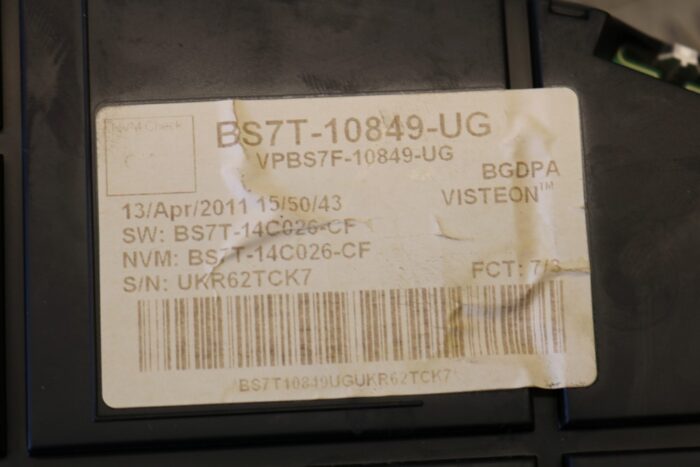 NVM Check
BS7T-10849-UG
VPBS7F-10849-UG
BGDPA
13/Apr/2011 15/50/43
VISTEON™
SW: BS7T-14C026-CF
NVM: BS7T-14C026-CF
S/N: UKR62TCK7
FCT: 7/3
BS7T10849UGUKR62TCK7